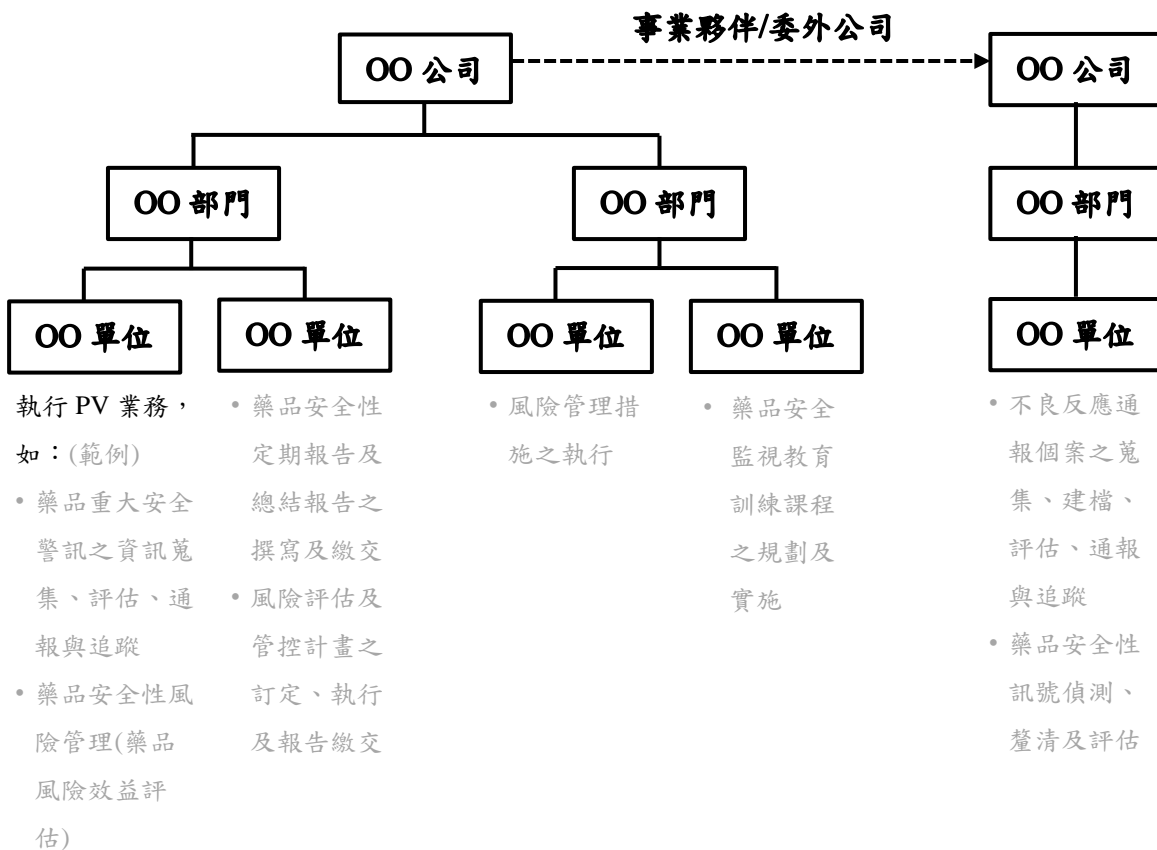 事業夥伴/委外公司
OO 公司
OO 公司
OO 部門
OO 部門
OO 部門
OO 單位
OO 單位
OO 單位
OO 單位
OO 單位
執行 PV 業務，
如：(範例)
• 藥品重大安全
警訊之資訊蒐
集、評估、通
報與追蹤
• 藥品安全性風
險管理(藥品
風險效益評
估)
• 藥品安全性
定期報告及
總結報告之
撰寫及繳交
• 風險評估及
管控計畫之
訂定、執行
及報告繳交
• 風險管理措
施之執行
• 藥品安全
監視教育
訓練課程
之規劃及
實施
• 不良反應通
報個案之蒐
集、建檔、
評估、通報
與追蹤
• 藥品安全性
訊號偵測、
釐清及評估